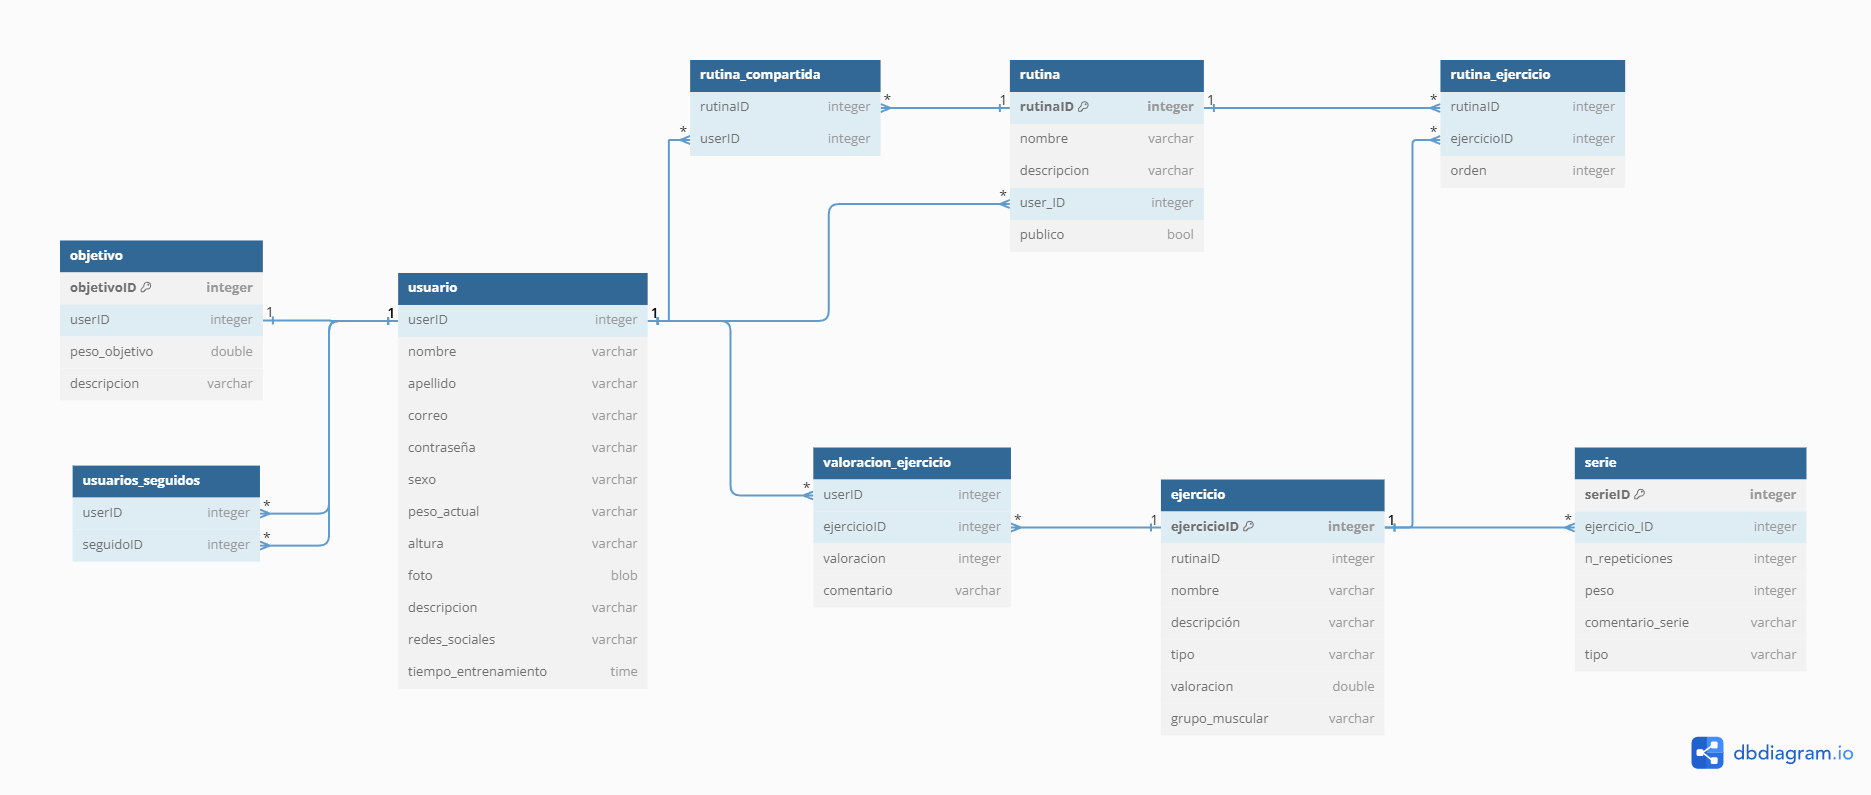 rutina_compartida
rutinaID integer
userID integer
rutina
rutinaID integer
nombre varchar
descripcion varchar
user_ID integer
publico bool
rutina_ejercicio
rutinaID integer
ejercicioID integer
orden integer
* 1 1 *
* * *
objetivo
objetivoID integer
userID integer
peso_objetivo double
descripcion varchar
1 1 1
usuario
userID integer
nombre varchar
apellido varchar
correo varchar
contraseña varchar
sexo varchar
peso_actual varchar
altura varchar
foto blob
descripcion varchar
redes_sociales varchar
tiempo_entrenamiento time
usuarios_seguidos
userID integer
seguidoID integer
*
*
valoracion_ejercicio
userID integer
ejercicioID integer
valoracion integer
comentario varchar
*
* 1 1 *
ejercicio
ejercicioID integer
rutinaID integer
nombre varchar
descripción varchar
tipo varchar
valoracion double
grupo_muscular varchar
serie
serieID integer
ejercicio_ID integer
n_repeticiones integer
peso integer
comentario_serie varchar
tipo varchar
dbdiagram.io